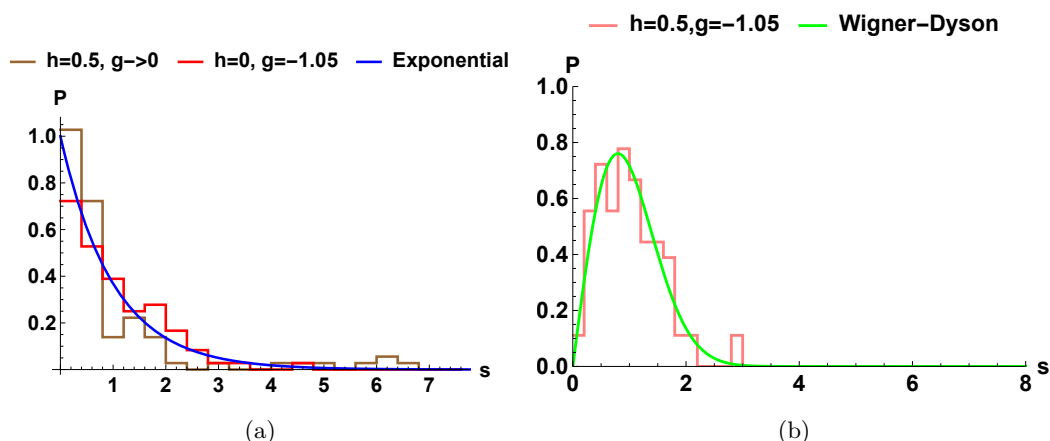 h=0.5, g->0 h=0, g=-1.05 Exponential
P
1.0
0.8
0.6
0.4
0.2
1 2 3 4 5 6 7 s
(a)
h=0.5,g=-1.05 Wigner-Dyson
P
1.0
0.8
0.6
0.4
0.2
0.0
0 2 4 6 8 s
(b)